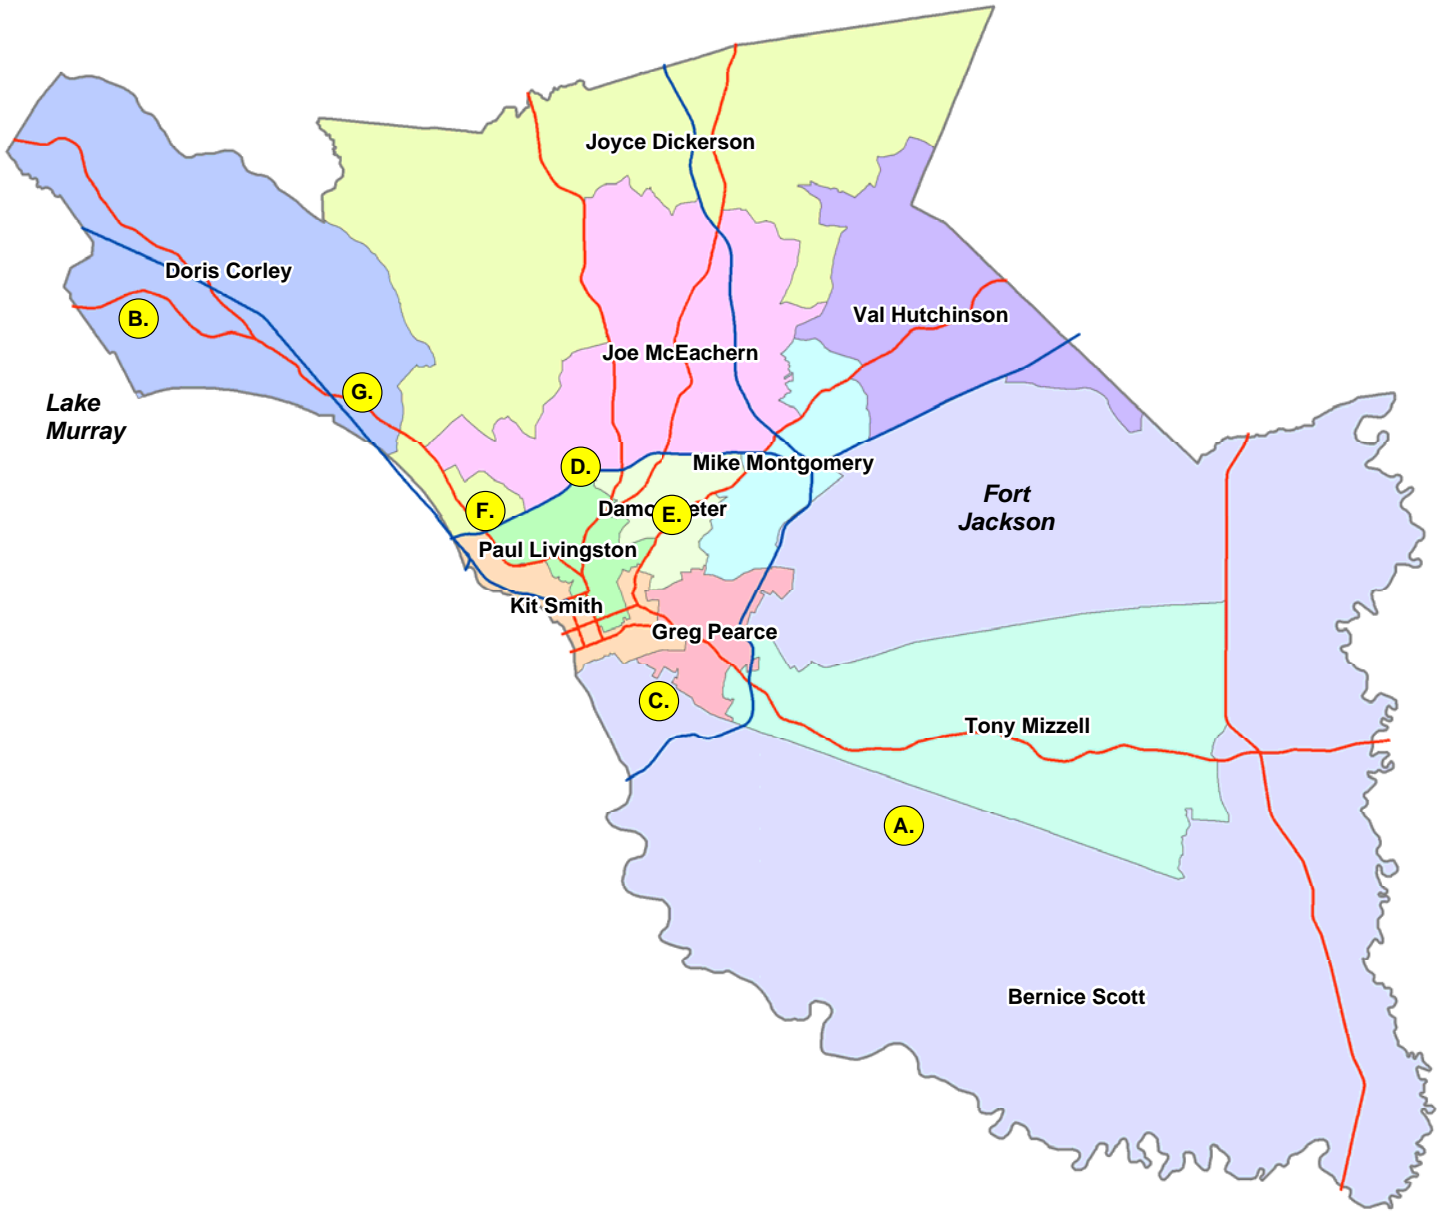 Joyce Dickerson
Doris Corley
B.
Val Hutchinson
Joe McEachern
G.
Lake
Murray
D.
Mike Montgomery
Fort
Jackson
F.
E.
Paul Livingston
Kit Smith
Greg Pearce
C.
Tony Mizzell
A.
Bernice Scott